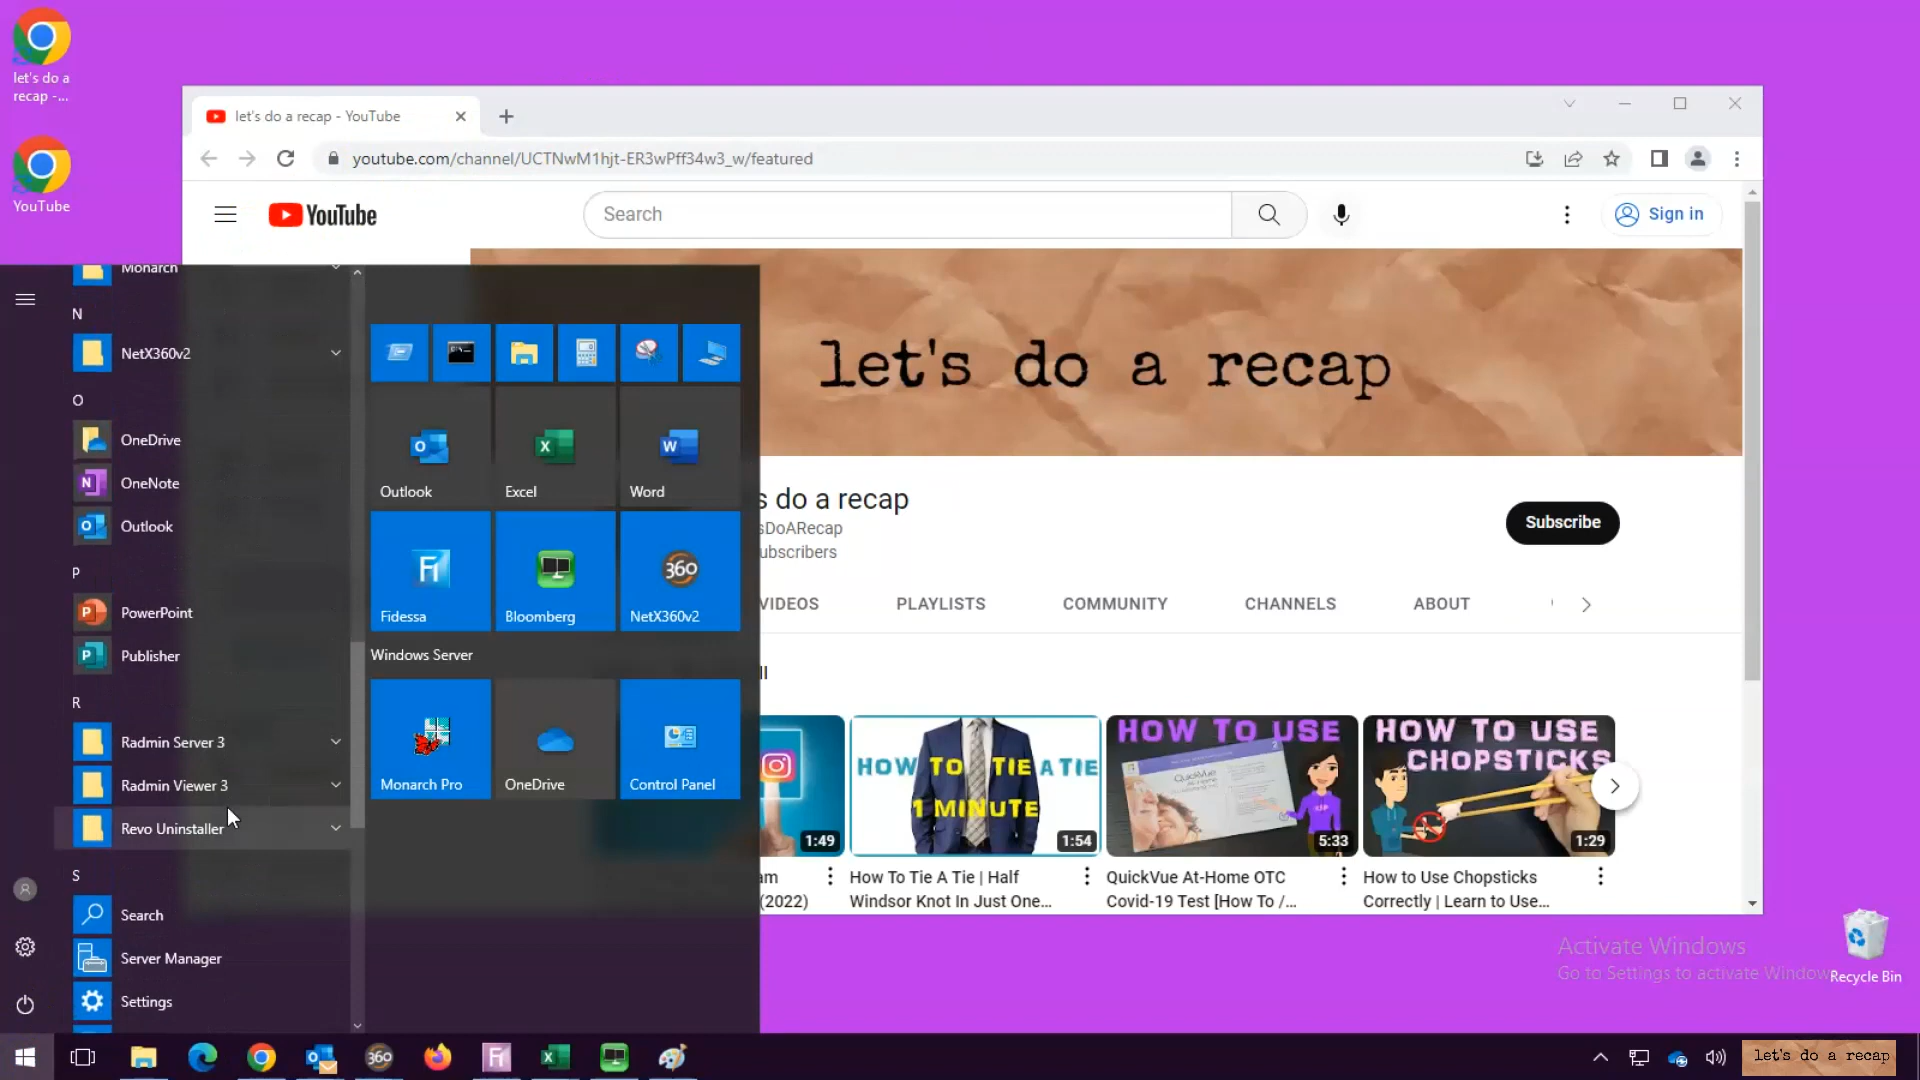 let's do a
recap -...
YouTube
let's do a recap - YouTube
youtube.com/channel/UCTNwM1hjt-ER3wPff34w3_w/featured
YouTube
Search
Sign in
let's do a recap
s do a recap
sDoARecap
ubscribers
Subscribe
VIDEOS
PLAYLISTS
COMMUNITY
CHANNELS
ABOUT
ll
HOW TO TIE A TIE
1 MINUTE
HOW TO USE
QuickVue
HOW TO USE
CHOPSTICKS
1:49
1:54
5:33
1:29
am
(2022)
How To Tie A Tie | Half
Windsor Knot In Just One...
QuickVue At-Home OTC
Covid-19 Test [How To /...
How to Use Chopsticks
Correctly | Learn to Use...
Monarch
N
NetX360v2
O
OneDrive
OneNote
Outlook
P
PowerPoint
Publisher
R
Radmin Server 3
Radmin Viewer 3
Revo Uninstaller
S
Search
Server Manager
Settings
Outlook
Excel
Word
Fidessa
Bloomberg
360
NetX360v2
Windows Server
Monarch Pro
OneDrive
Control Panel
Activate Windows
Go to Settings to activate Window
Recycle Bin
360
let's do a recap